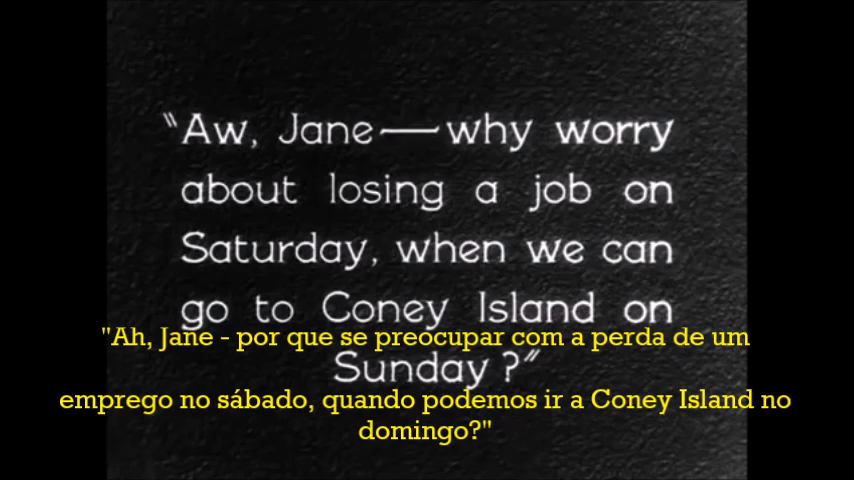 "Aw, Jane—why worry
about losing a job on
Saturday, when we can
go to Coney Island on
Sunday?"
"Ah, Jane - por que se preocupar com a perda de um
emprego no sábado, quando podemos ir a Coney Island no
domingo?"